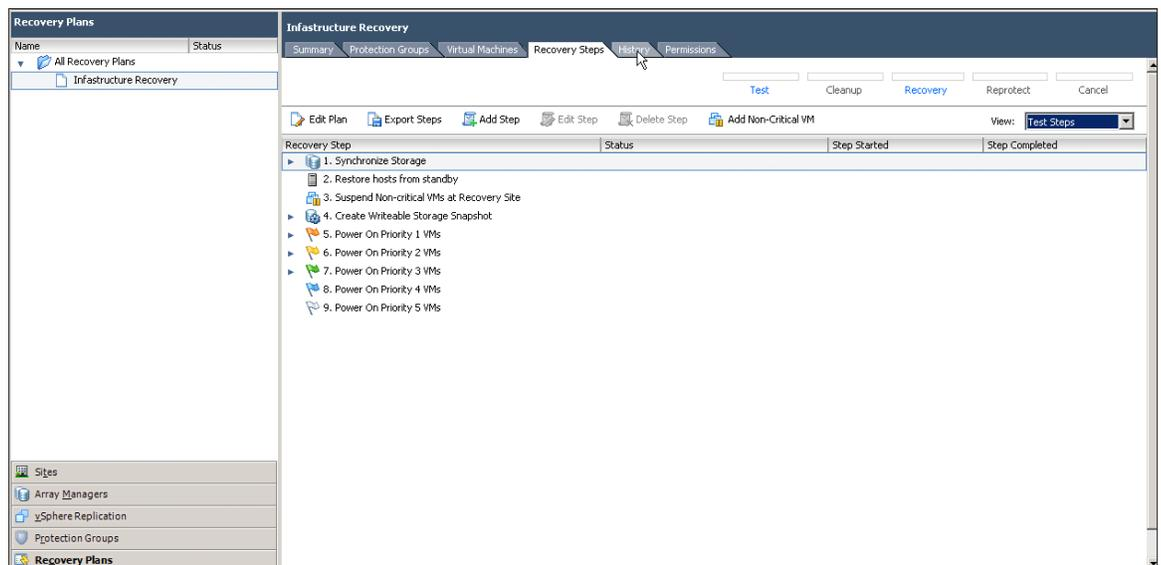 Recovery Plans
Name Status
All Recovery Plans
Infastructure Recovery
Sites
Array Managers
vSphere Replication
Protection Groups
Recovery Plans
Infastructure Recovery
Summary Protection Groups Virtual Machines Recovery Steps History Permissions
Test Cleanup Recovery Reprotect Cancel
Edit Plan Export Steps Add Step Edit Step Delete Step Add Non-Critical VM View: Test Steps
Recovery Step Status Step Started Step Completed
1. Synchronize Storage
2. Restore hosts from standby
3. Suspend Non-critical VMs at Recovery Site
4. Create Writeable Storage Snapshot
5. Power On Priority 1 VMs
6. Power On Priority 2 VMs
7. Power On Priority 3 VMs
8. Power On Priority 4 VMs
9. Power On Priority 5 VMs